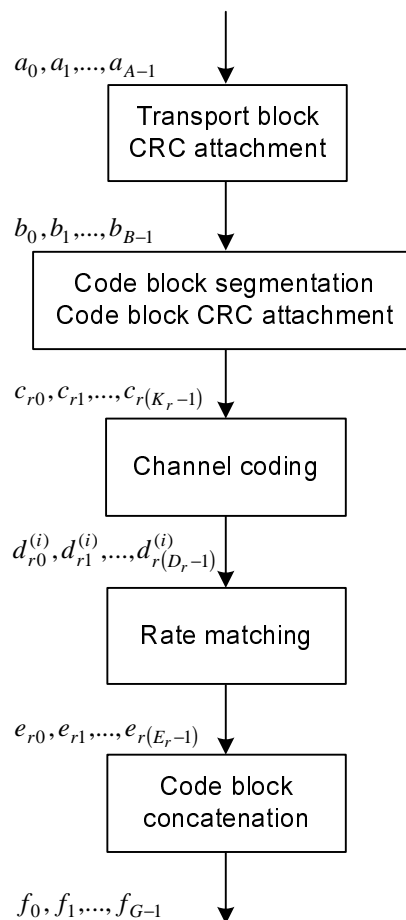 a_0, a_1,..., a_{A−1}
Transport block
CRC attachment
b_0, b_1,..., b_{B−1}
Code block segmentation
Code block CRC attachment
c_{r0}, c_{r1},..., c_{r(K_r−1)}
Channel coding
d_{r0}^{(i)}, d_{r1}^{(i)},..., d_{r(D_r−1)}^{(i)}
Rate matching
e_{r0}, e_{r1},..., e_{r(E_r−1)}
Code block
concatenation
f_0, f_1,..., f_{G−1}